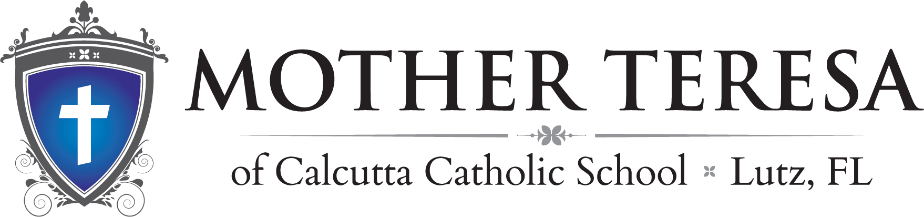 MOTHER TERESA
of Calcutta Catholic School Lutz, FL